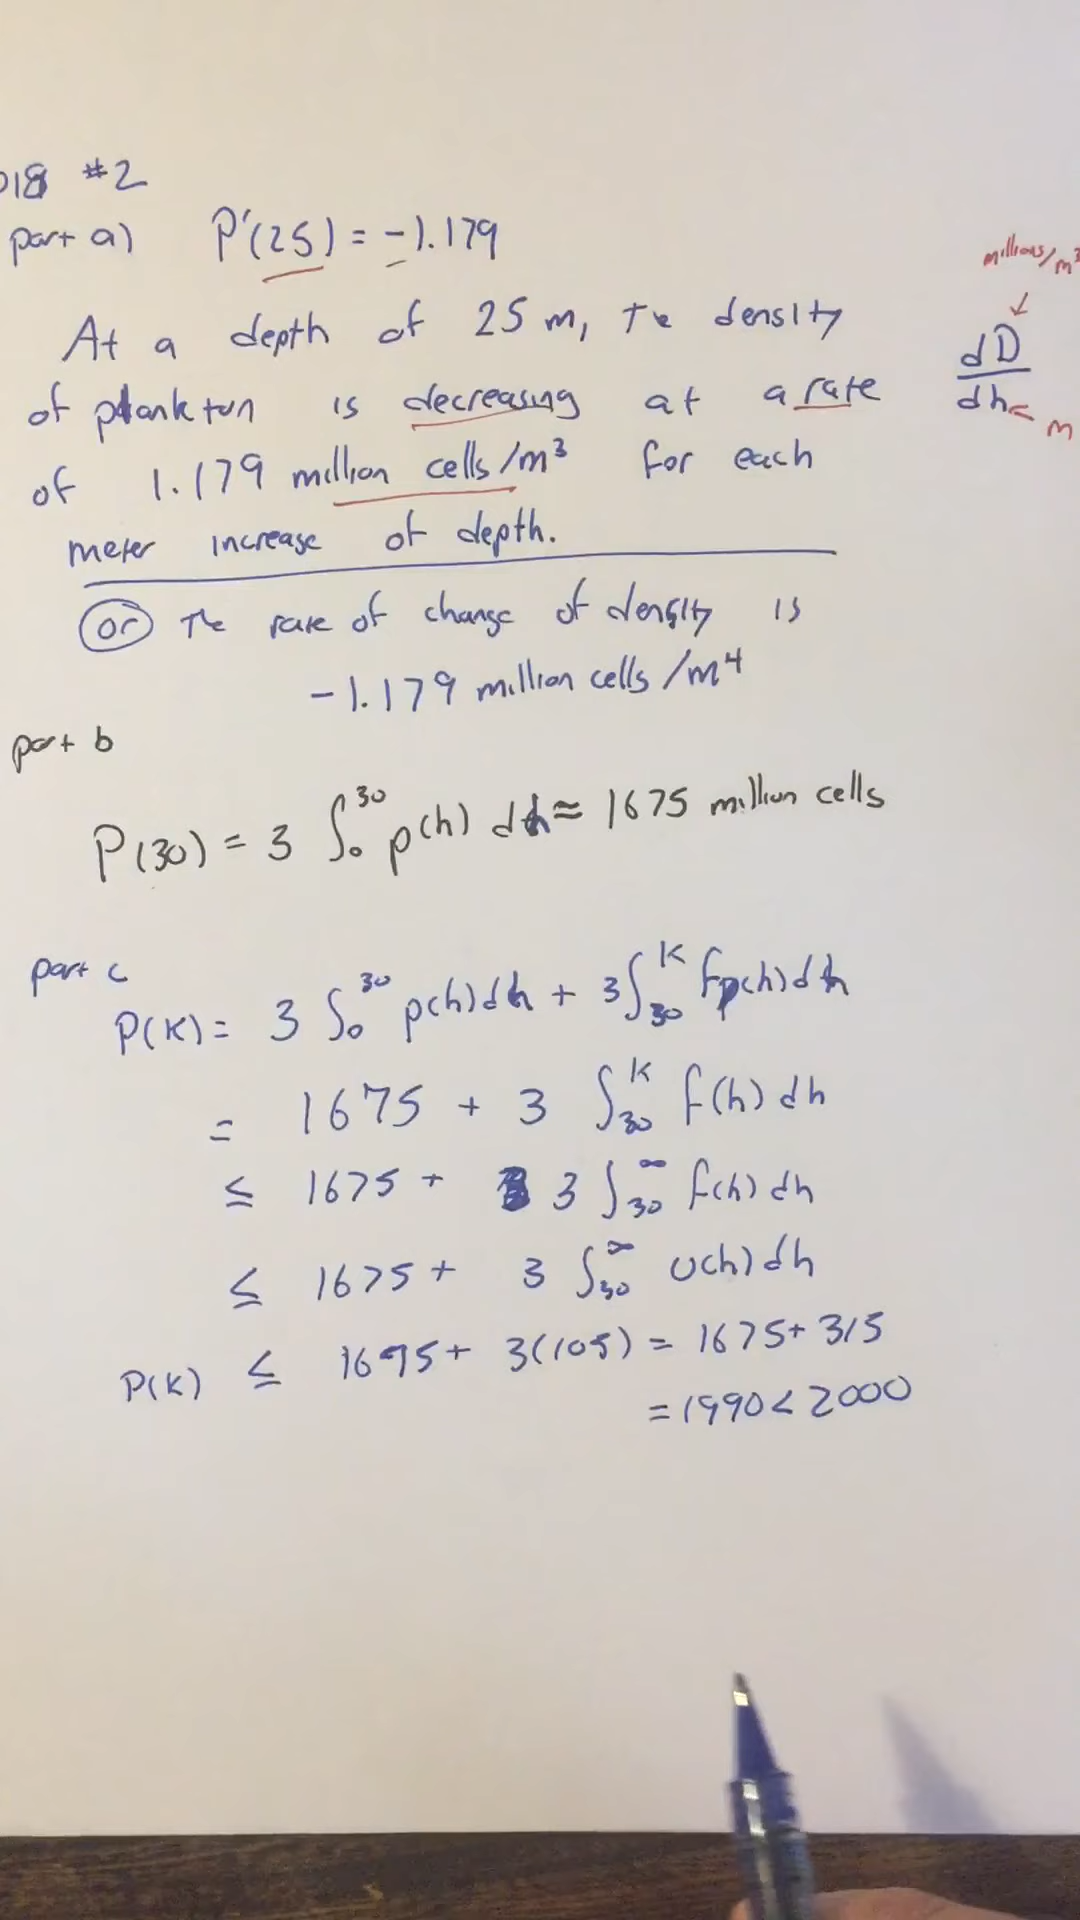 018 #2
part a) P'(25) = -1.179
millions/m³
At a depth of 25 m, Te density
dD
of plankton is decreasing at a rate
dh m
of 1.179 million cells/m³ for each
meter increase of depth.
or The rate of change of density is
-1.179 million cells/m⁴
part b
P(30) = 3 ∫₀³⁰ p(h) dh ≈ 1675 million cells
part c
P(K) = 3 ∫₀³⁰ p(h)dh + 3∫₃₀ᴷ fp(h)dh
= 1675 + 3 ∫₃₀ᴷ f(h) dh
≤ 1675 + 3 ∫₃₀^∞ f(h) dh
≤ 1675 + 3 ∫₃₀^∞ u(h) dh
P(K) ≤ 1675 + 3(105) = 1675 + 315
= 1990 < 2000